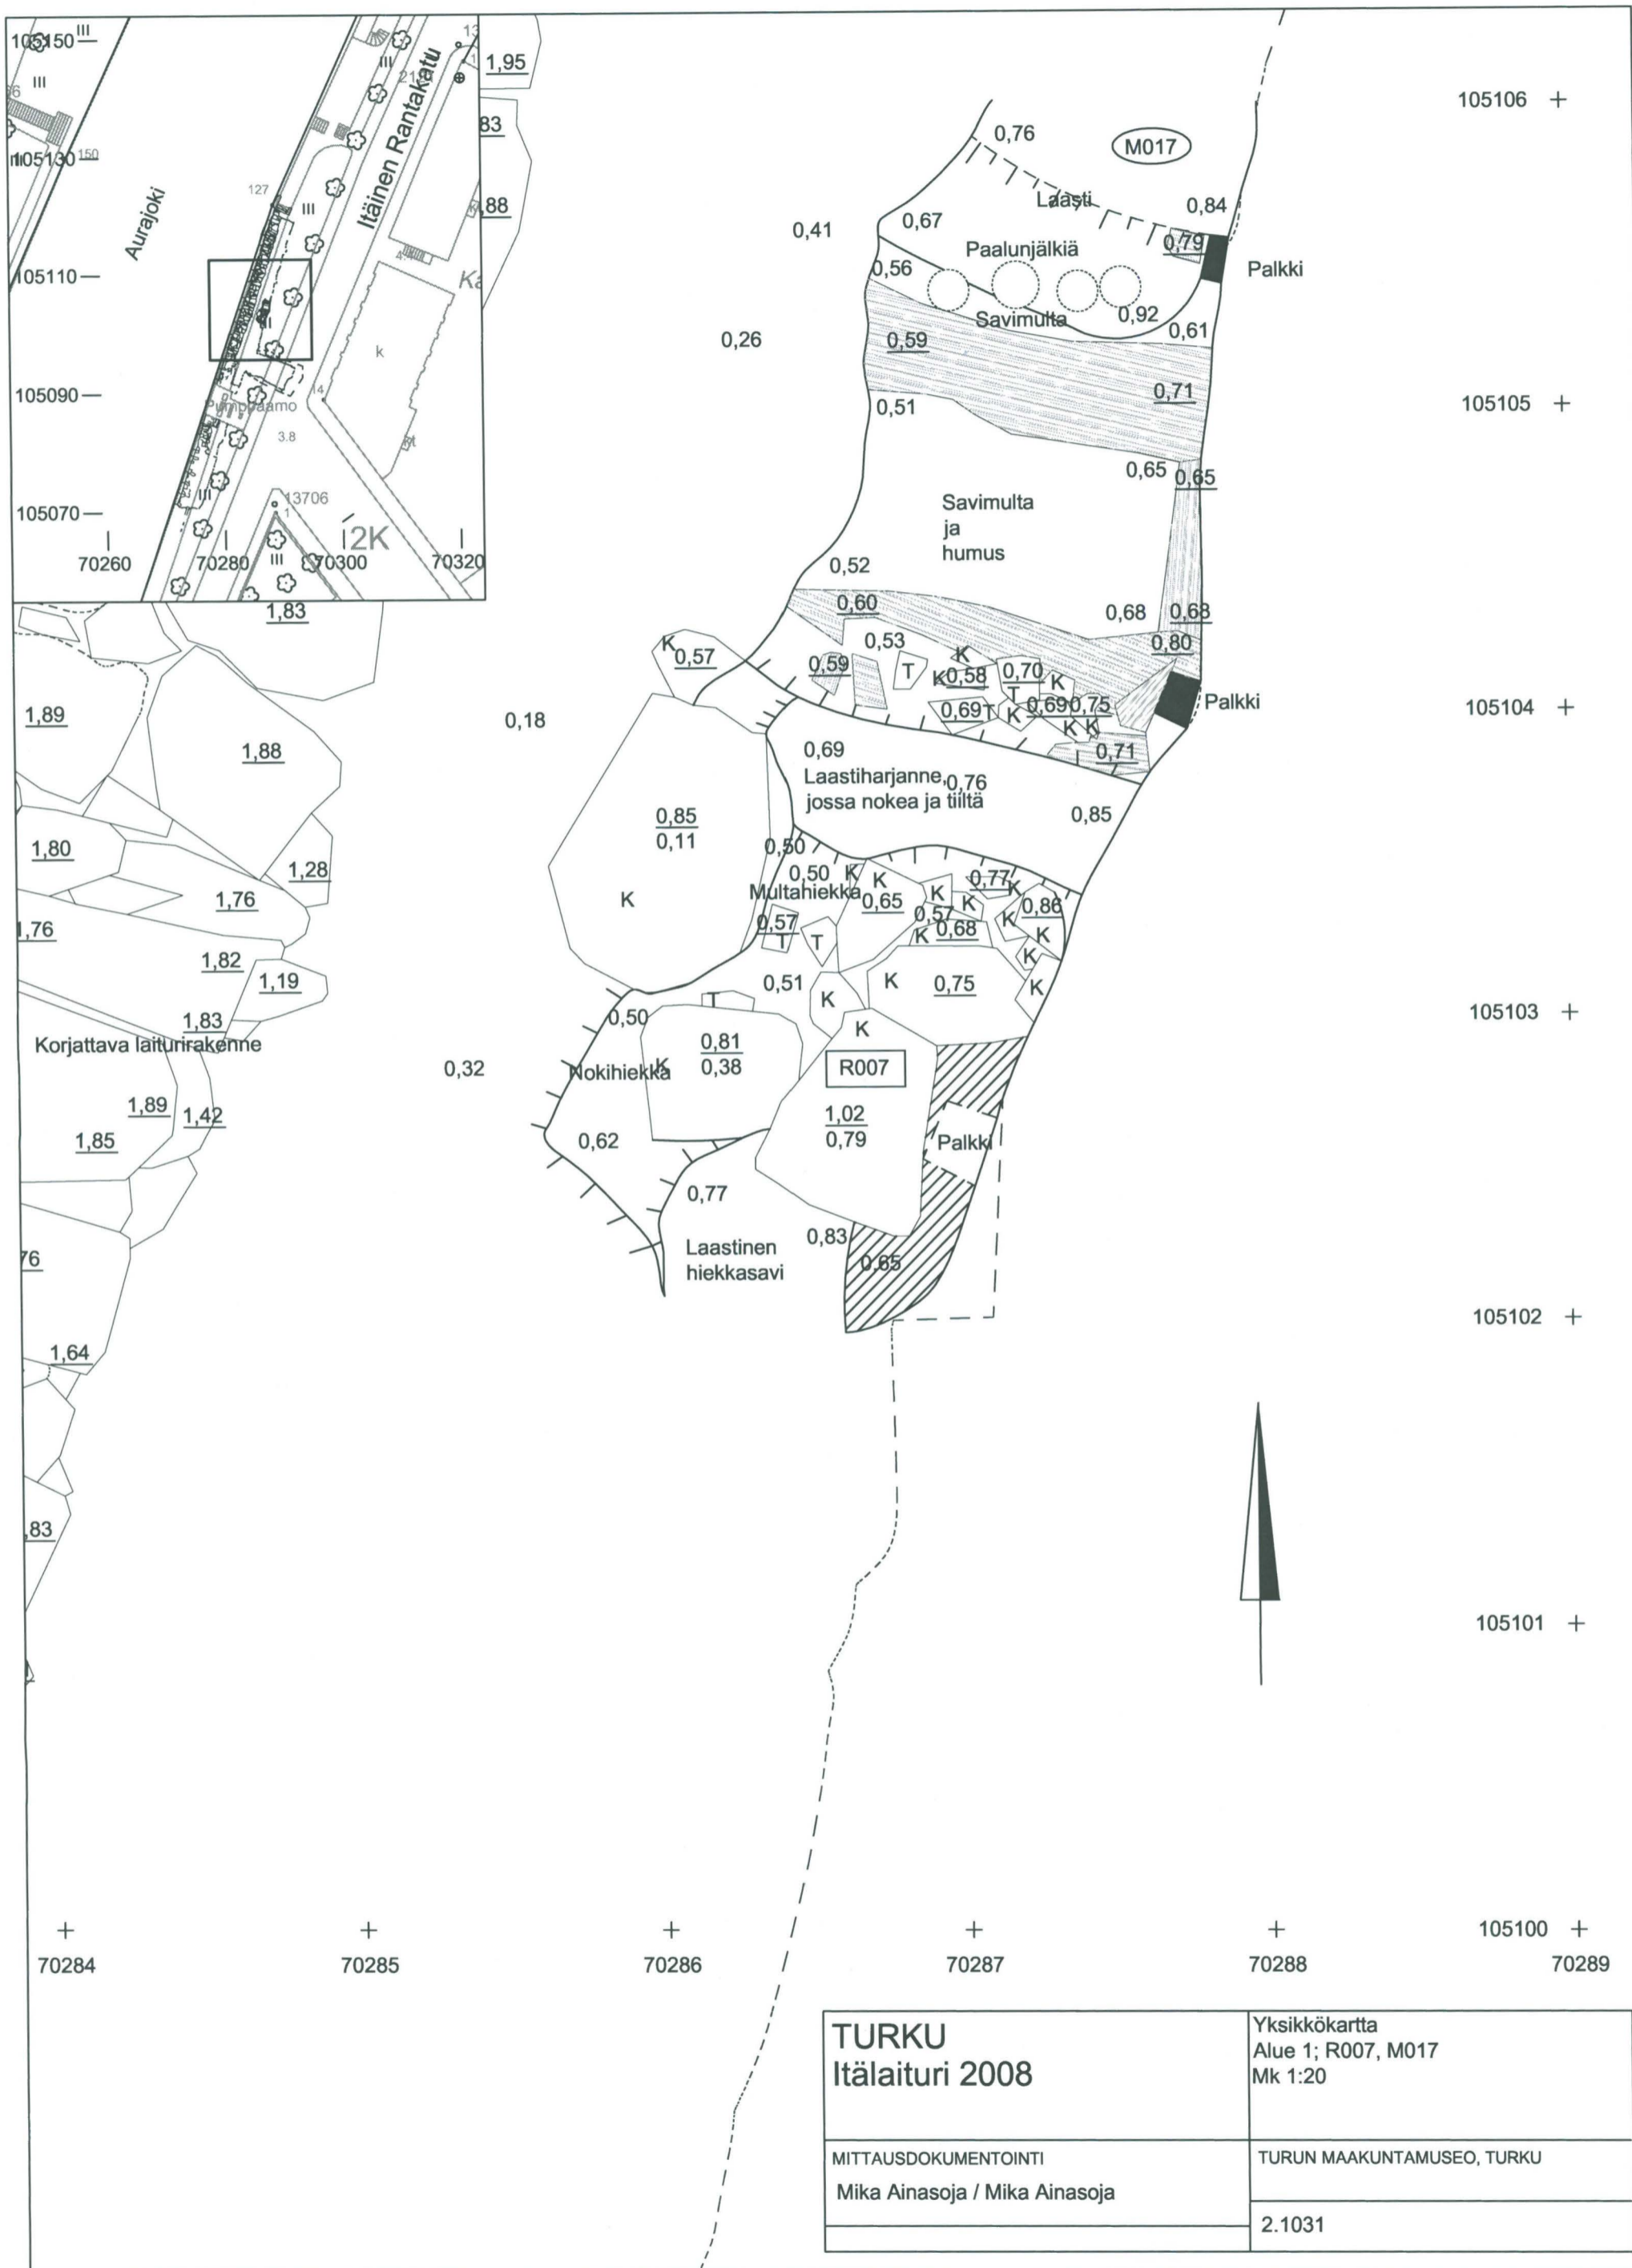 105150
III
III
105130
150
Aurajoki
127
III
III
Itäinen Rantakatu
105110
II
k
105090
14
Pumppaamo
3.8
III
105070
13706
1
III
2K
70260
70280
70300
70320
1,95
83
,88
105106
0,76
M017
Laasti
0,84
0,67
0,41
0,79
Paalunjälkiä
Palkki
0,56
0,92
Savimulta
0,61
0,26
0,59
0,71
105105
0,51
0,65
0,65
Savimulta
ja
humus
0,52
0,60
0,68
0,68
1,83
0,53
0,80
K
0,57
0,59
T
K
K
0,58
0,70
K
T
0,69
T
K
0,69
0,75
K
K
Palkki
105104
1,89
0,18
0,71
1,88
0,69
Laastiharjanne,
0,76
jossa nokea ja tiiltä
0,85
0,85
0,11
1,80
0,50
1,28
0,50
K
K
0,77
K
K
Multahiekka
0,65
K
K
0,86
1,76
K
0,57
0,57
K
1,76
T
T
K
0,68
K
K
1,82
1,19
0,51
K
0,75
K
T
K
105103
1,83
0,50
K
Korjattava laiturirakenne
0,81
0,38
0,32
Nokihiekka
K
R007
1,89
1,42
1,02
0,79
1,85
0,62
Palkki
0,77
0,83
Laastinen
hiekkasavi
0.65
76
105102
1,64
,83
105101
105100
70284
70285
70286
70287
70288
70289
TURKU
Itälaituri 2008
Yksikkökartta
Alue 1; R007, M017
Mk 1:20
MITTAUSDOKUMENTOINTI
Mika Ainasoja / Mika Ainasoja
TURUN MAAKUNTAMUSEO, TURKU
2.1031